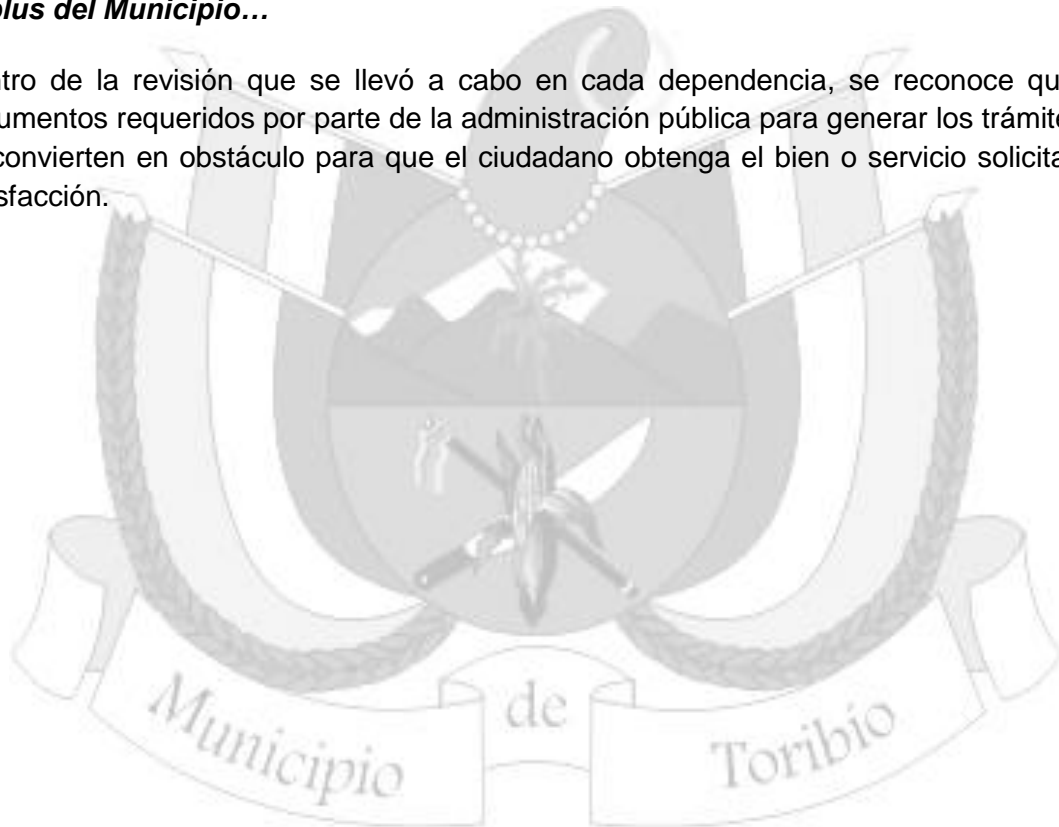 plus del Municipio…
ntro de la revisión que se llevó a cabo en cada dependencia, se reconoce qu
umentos requeridos por parte de la administración pública para generar los trámite
convierten en obstáculo para que el ciudadano obtenga el bien o servicio solicita
sfacción.
Municipio de Toribio